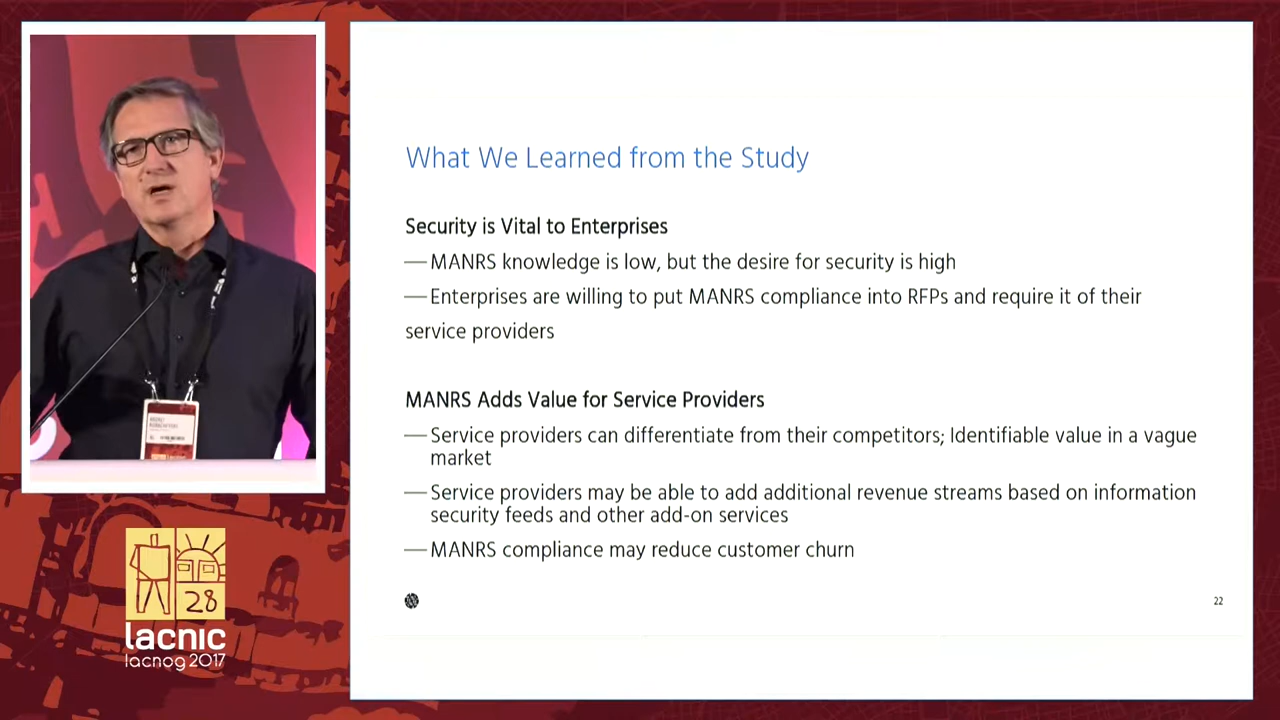 What We Learned from the Study
Security is Vital to Enterprises
— MANRS knowledge is low, but the desire for security is high
— Enterprises are willing to put MANRS compliance into RFPs and require it of their
service providers
MANRS Adds Value for Service Providers
— Service providers can differentiate from their competitors; Identifiable value in a vague
market
— Service providers may be able to add additional revenue streams based on information
security feeds and other add-on services
— MANRS compliance may reduce customer churn
22
28
lacnic
lacnog 2017